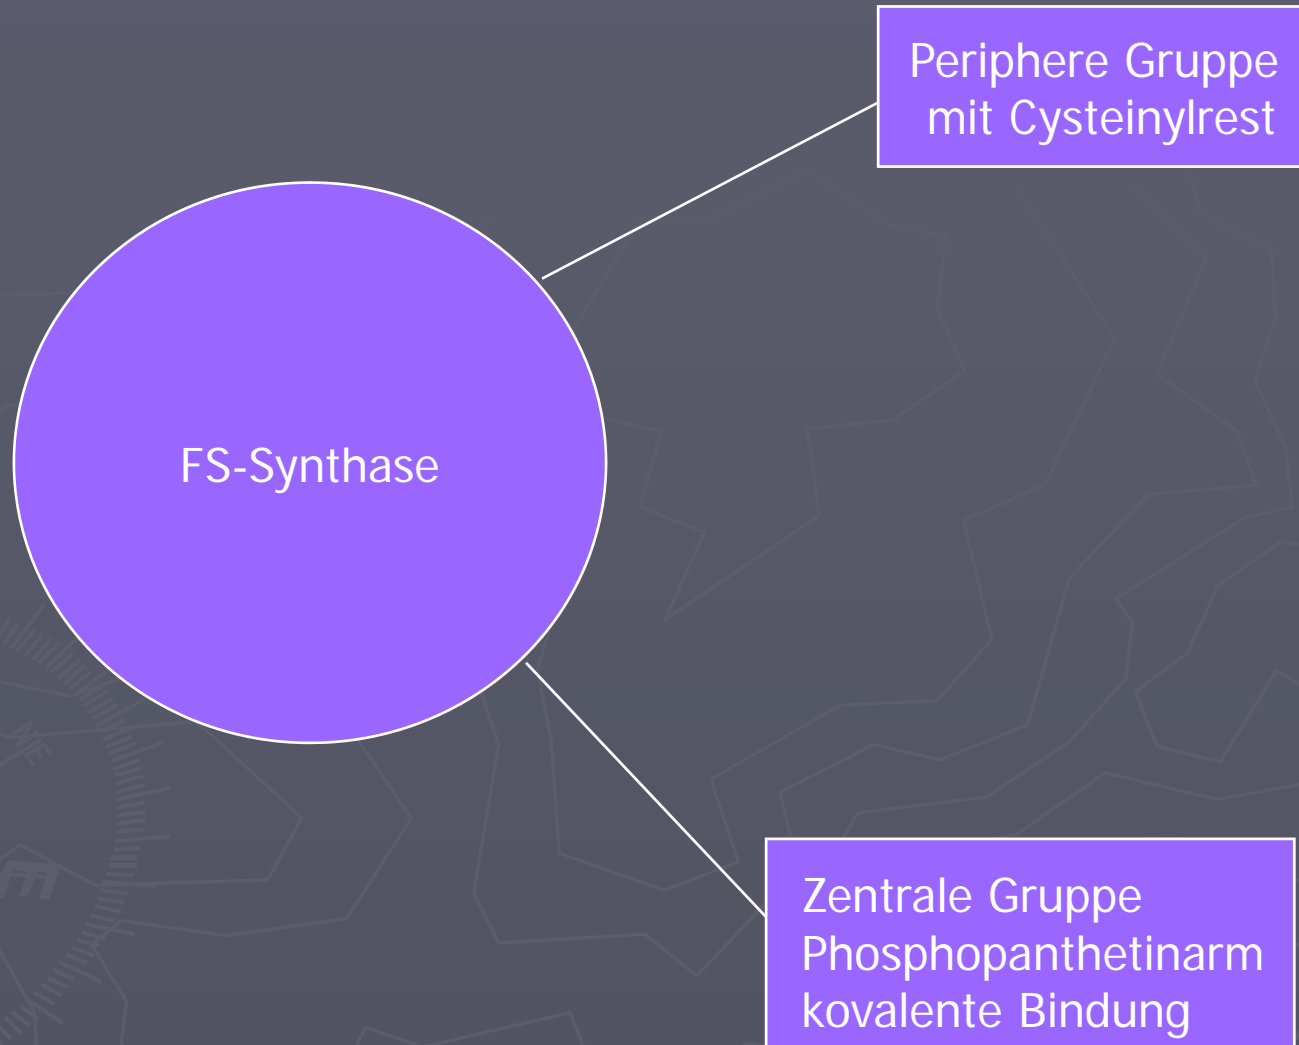 Periphere Gruppe
mit Cysteinylrest
FS-Synthase
Zentrale Gruppe
Phosphopanthetinarm
kovalente Bindung
E